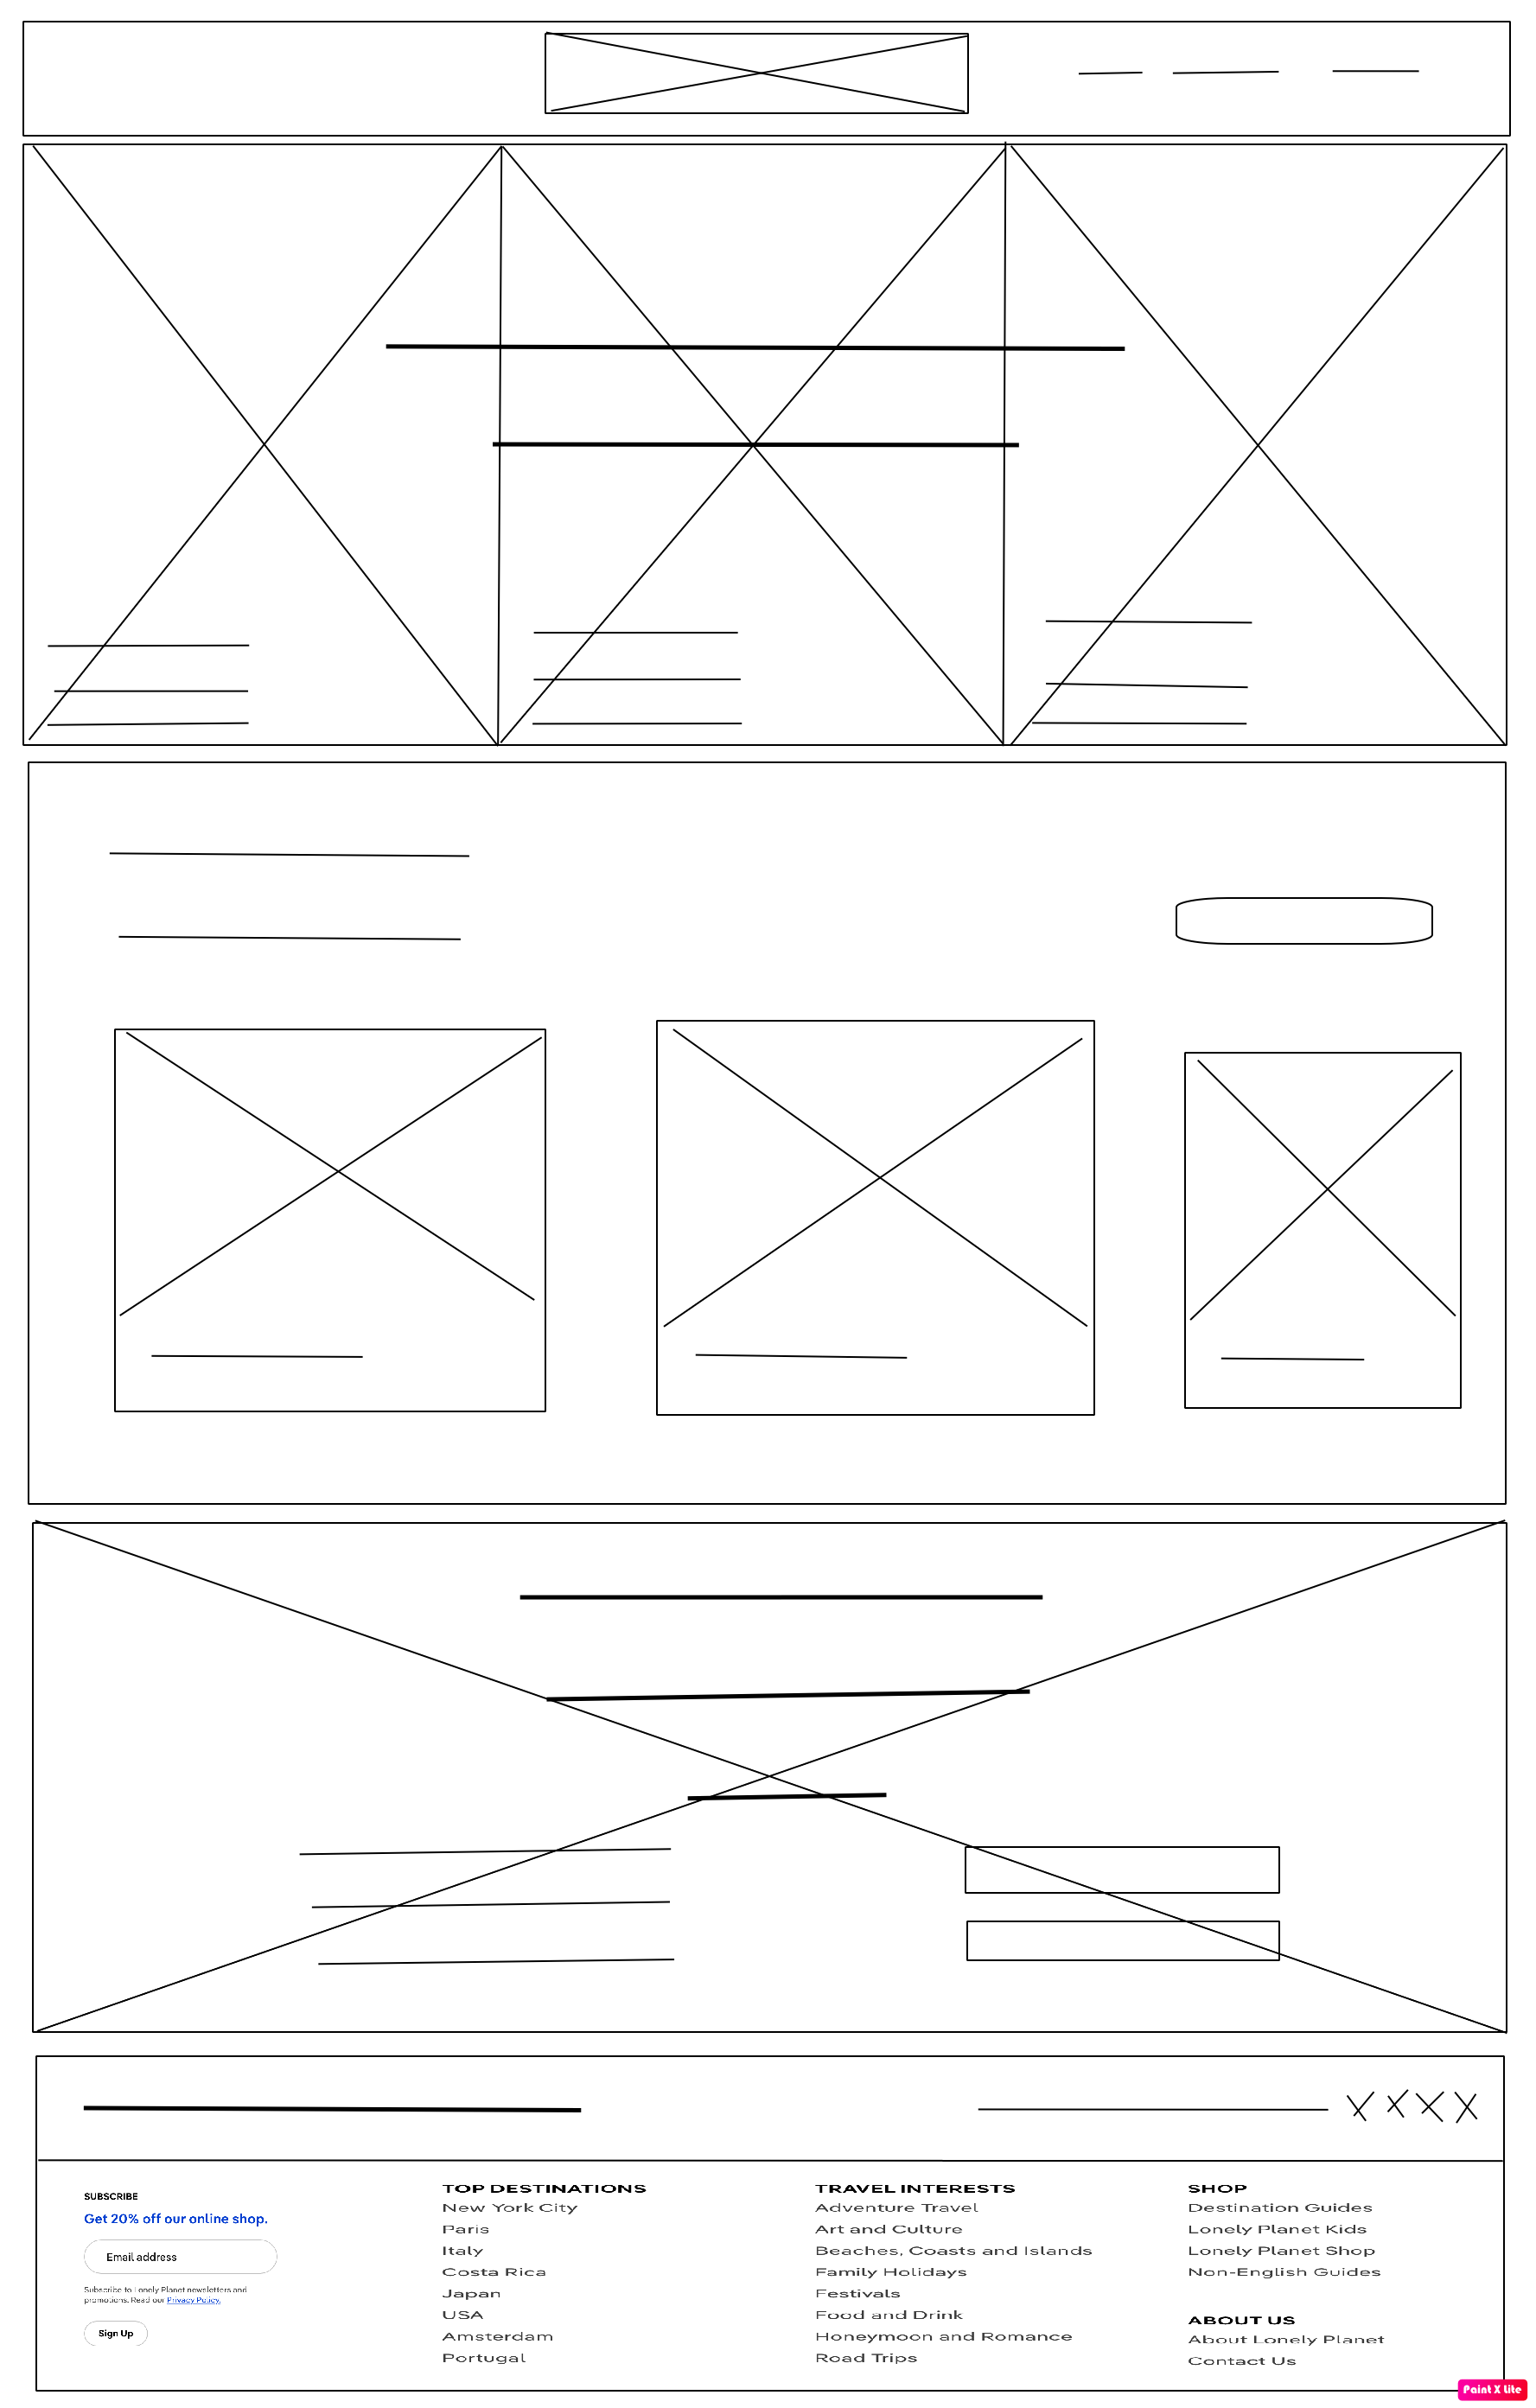 SUBSCRIBE
Get 20% off our online shop.
Email address
Subscribe to Lonely Planet newsletters and
promotions. Read our Privacy Policy.
Sign Up
TOP DESTINATIONS
New York City
Paris
Italy
Costa Rica
Japan
USA
Amsterdam
Portugal
TRAVEL INTERESTS
Adventure Travel
Art and Culture
Beaches, Coasts and Islands
Family Holidays
Festivals
Food and Drink
Honeymoon and Romance
Road Trips
SHOP
Destination Guides
Lonely Planet Kids
Lonely Planet Shop
Non-English Guides
ABOUT US
About Lonely Planet
Contact Us
Paint X Lite